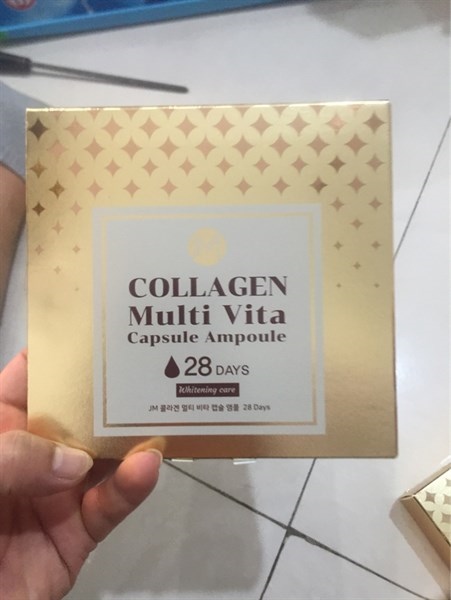 COLLAGEN
Multi Vita
Capsule Ampoule
28 DAYS
Whitening care
JM 콜라겐 멀티 비타 캡슐 앰플 28 Days